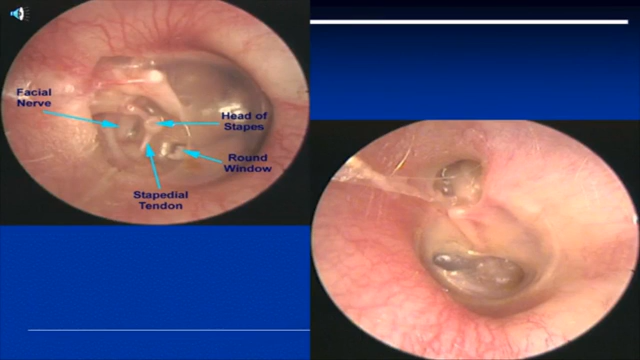 Facial
Nerve
Head of
Stapes
Round
Window
Stapedial
Tendon